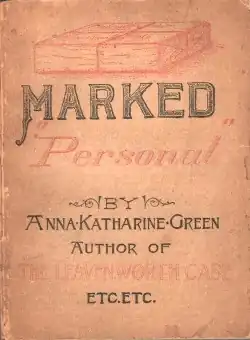 MARKED
"Personal"
BY
ANNA·KATHARINE·GREEN
AUTHOR OF
THE LEAVENWORTH CASE
ETC.ETC.